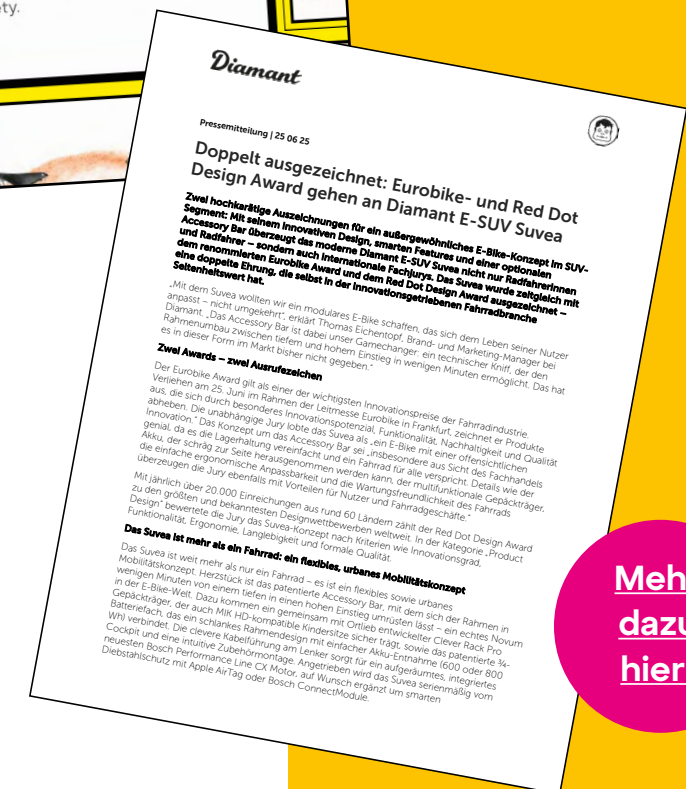 ety.
Diamant
Pressemitteilung | 25 06 25
Doppelt ausgezeichnet: Eurobike- und Red Dot
Design Award gehen an Diamant E-SUV Suvea
Zwei hochkarätige Auszeichnungen für ein außergewöhnliches E-Bike-Konzept im SUV-
Segment: Mit seinem innovativen Design, smarten Features und einer optionalen
Accessory Bar überzeugt das moderne Diamant E-SUV Suvea nicht nur Radfahrerinnen
und Radfahrer – sondern auch internationale Fachjurys. Das Suvea wurde zeitgleich mit
dem renommierten Eurobike Award und dem Red Dot Design Award ausgezeichnet –
eine doppelte Ehrung, die selbst in der innovationsgetriebenen Fahrradbranche
Seltenheitswert hat.
„Mit dem Suvea wollten wir ein modulares E-Bike schaffen, das sich dem Leben seiner Nutzer
anpasst – nicht umgekehrt“, erklärt Thomas Eichentopf, Brand- und Marketing-Manager bei
Diamant. „Das Accessory Bar ist dabei unser Gamechanger: ein technischer Kniff, der den
Rahmenumbau zwischen tiefem und hohem Einstieg in wenigen Minuten ermöglicht. Das hat
es in dieser Form im Markt bisher nicht gegeben.“
Zwei Awards – zwei Ausrufezeichen
Der Eurobike Award gilt als einer der wichtigsten Innovationspreise der Fahrradindustrie.
Verliehen am 25. Juni im Rahmen der Leitmesse Eurobike in Frankfurt, zeichnet er Produkte
aus, die sich durch besonderes Innovationspotenzial, Funktionalität, Nachhaltigkeit und Qualität
abheben. Die unabhängige Jury lobte das Suvea als „ein E-Bike mit einer offensichtlichen
Innovation.“ Das Konzept um das Accessory Bar sei „insbesondere aus Sicht des Fachhandels
genial, da es die Lagerhaltung vereinfacht und ein Fahrrad für alle verspricht. Details wie der
Akku, der schräg zur Seite herausgenommen werden kann, der multifunktionale Gepäckträger,
die einfache ergonomische Anpassbarkeit und die Wartungsfreundlichkeit des Fahrrads
überzeugen die Jury ebenfalls mit Vorteilen für Nutzer und Fahrradgeschäfte.“
Mit jährlich über 20.000 Einreichungen aus rund 60 Ländern zählt der Red Dot Design Award
zu den größten und bekanntesten Designwettbewerben weltweit. In der Kategorie „Product
Design“ bewertete die Jury das Suvea-Konzept nach Kriterien wie Innovationsgrad,
Funktionalität, Ergonomie, Langlebigkeit und formale Qualität.
Das Suvea ist mehr als ein Fahrrad: ein flexibles, urbanes Mobilitätskonzept
Das Suvea ist weit mehr als nur ein Fahrrad – es ist ein flexibles sowie urbanes
Mobilitätskonzept. Herzstück ist das patentierte Accessory Bar, mit dem sich der Rahmen in
wenigen Minuten von einem tiefen in einen hohen Einstieg umrüsten lässt – ein echtes Novum
in der E-Bike-Welt. Dazu kommen ein gemeinsam mit Ortlieb entwickelter Clever Rack Pro
Gepäckträger, der auch MIK HD-kompatible Kindersitze sicher trägt, sowie das patentierte ¾-
Batteriefach, das ein schlankes Rahmendesign mit einfacher Akku-Entnahme (600 oder 800
Wh) verbindet. Die clevere Kabelführung am Lenker sorgt für ein aufgeräumtes, integriertes
Cockpit und eine intuitive Zubehörmontage. Angetrieben wird das Suvea serienmäßig vom
neuesten Bosch Performance Line CX Motor, auf Wunsch ergänzt um smarten
Diebstahlschutz mit Apple AirTag oder Bosch ConnectModule.
Meh
dazu
hier